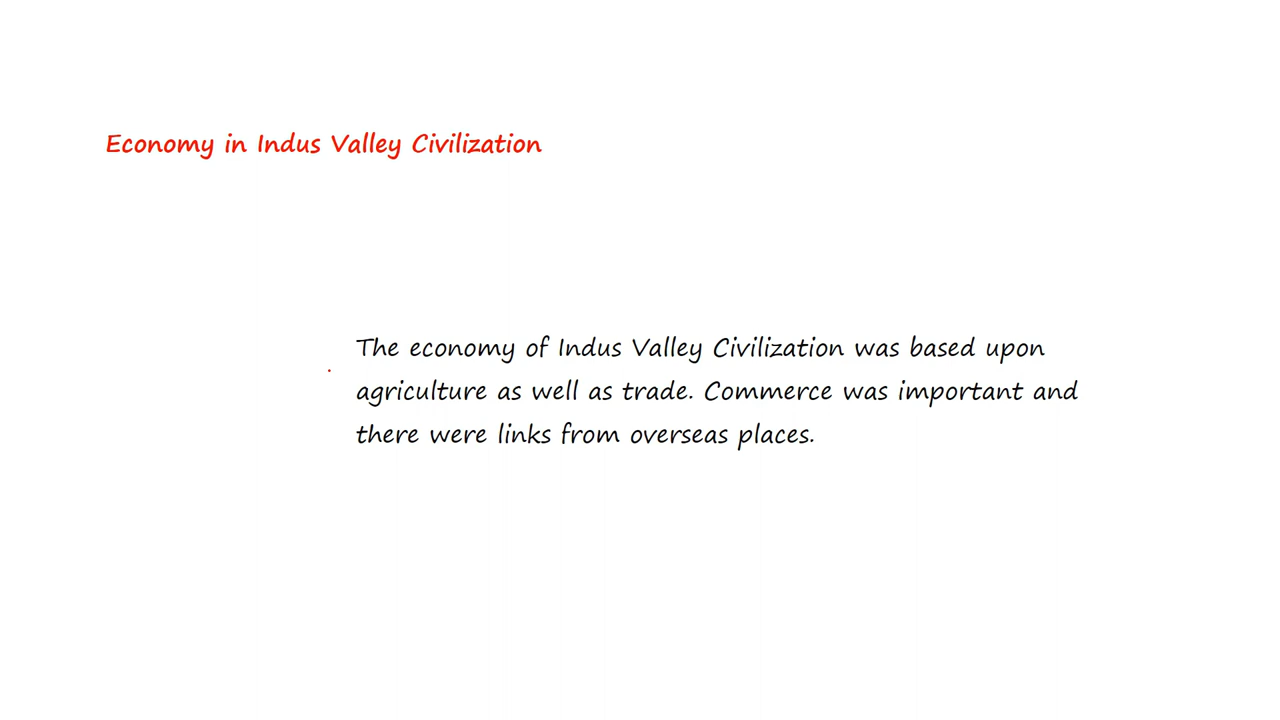 Economy in Indus Valley Civilization
The economy of Indus Valley Civilization was based upon
agriculture as well as trade. Commerce was important and
there were links from overseas places.